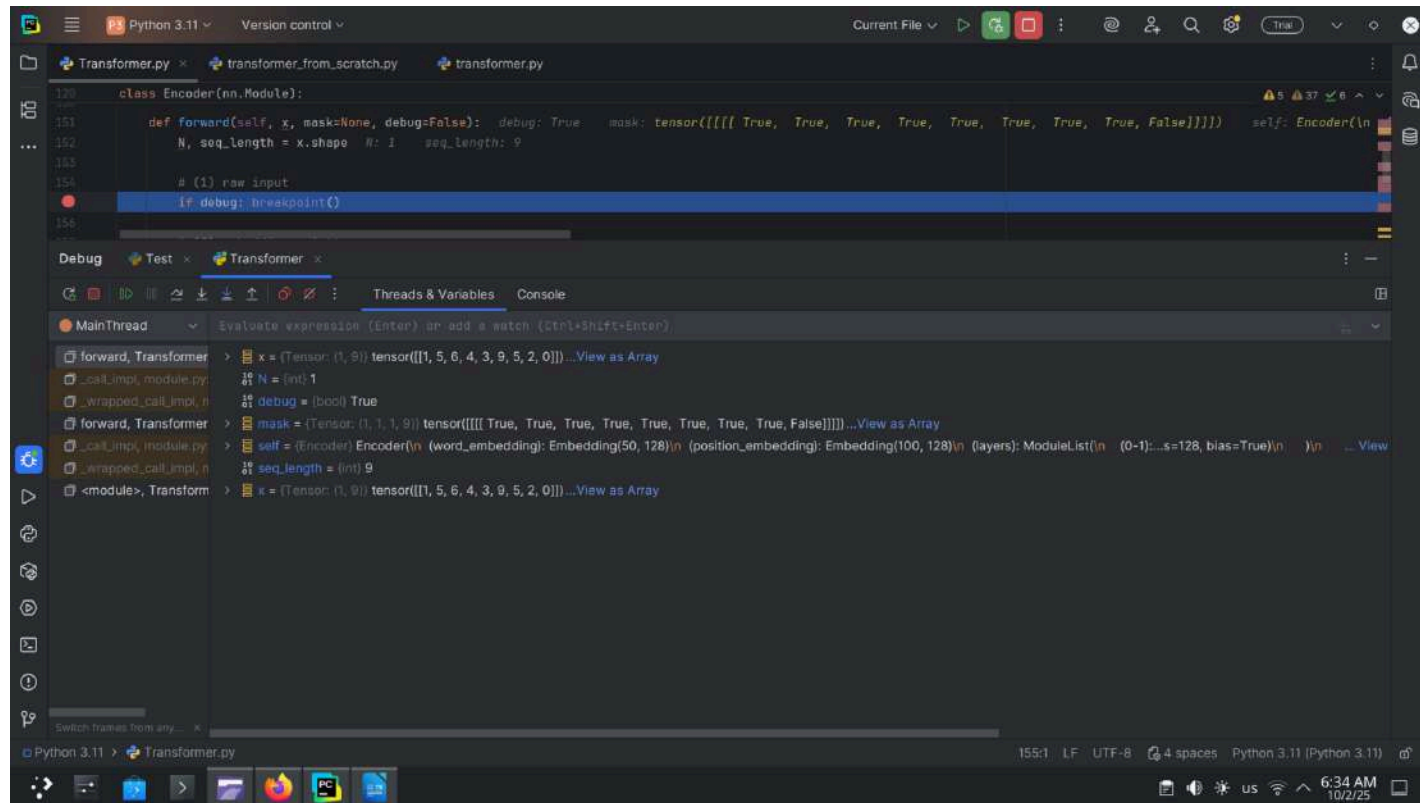 P3 Python 3.11 Version control Current File Trial
Transformer.py × transformer_from_scratch.py transformer.py
120 class Encoder(nn.Module): 5 37 6
151 def forward(self, x, mask=None, debug=False): debug: True mask: tensor([[[[ True, True, True, True, True, True, True, True, False]]]]) self: Encoder(\n
152 N, seq_length = x.shape N: 1 seq_length: 9
153
154 # (1) raw input
if debug: breakpoint()
156
Debug Test × Transformer ×
Threads & Variables Console
MainThread Evaluate expression (Enter) or add a watch (Ctrl+Shift+Enter)
forward, Transformer > x = {Tensor: (1, 9)} tensor([[1, 5, 6, 4, 3, 9, 5, 2, 0]]) ...View as Array
_call_impl, module.py: N = {int} 1
_wrapped_call_impl, m debug = {bool} True
forward, Transformer > mask = {Tensor: (1, 1, 1, 9)} tensor([[[[ True, True, True, True, True, True, True, True, False]]]]) ...View as Array
_call_impl, module.py: > self = {Encoder} Encoder(\n (word_embedding): Embedding(50, 128)\n (position_embedding): Embedding(100, 128)\n (layers): ModuleList(\n (0-1):...s=128, bias=True)\n )\n ... View
_wrapped_call_impl, m seq_length = {int} 9
<module>, Transform > x = {Tensor: (1, 9)} tensor([[1, 5, 6, 4, 3, 9, 5, 2, 0]]) ...View as Array
Switch frames from any... ×
Python 3.11 > Transformer.py 155:1 LF UTF-8 4 spaces Python 3.11 (Python 3.11)
PC us 6:34 AM
10/2/25